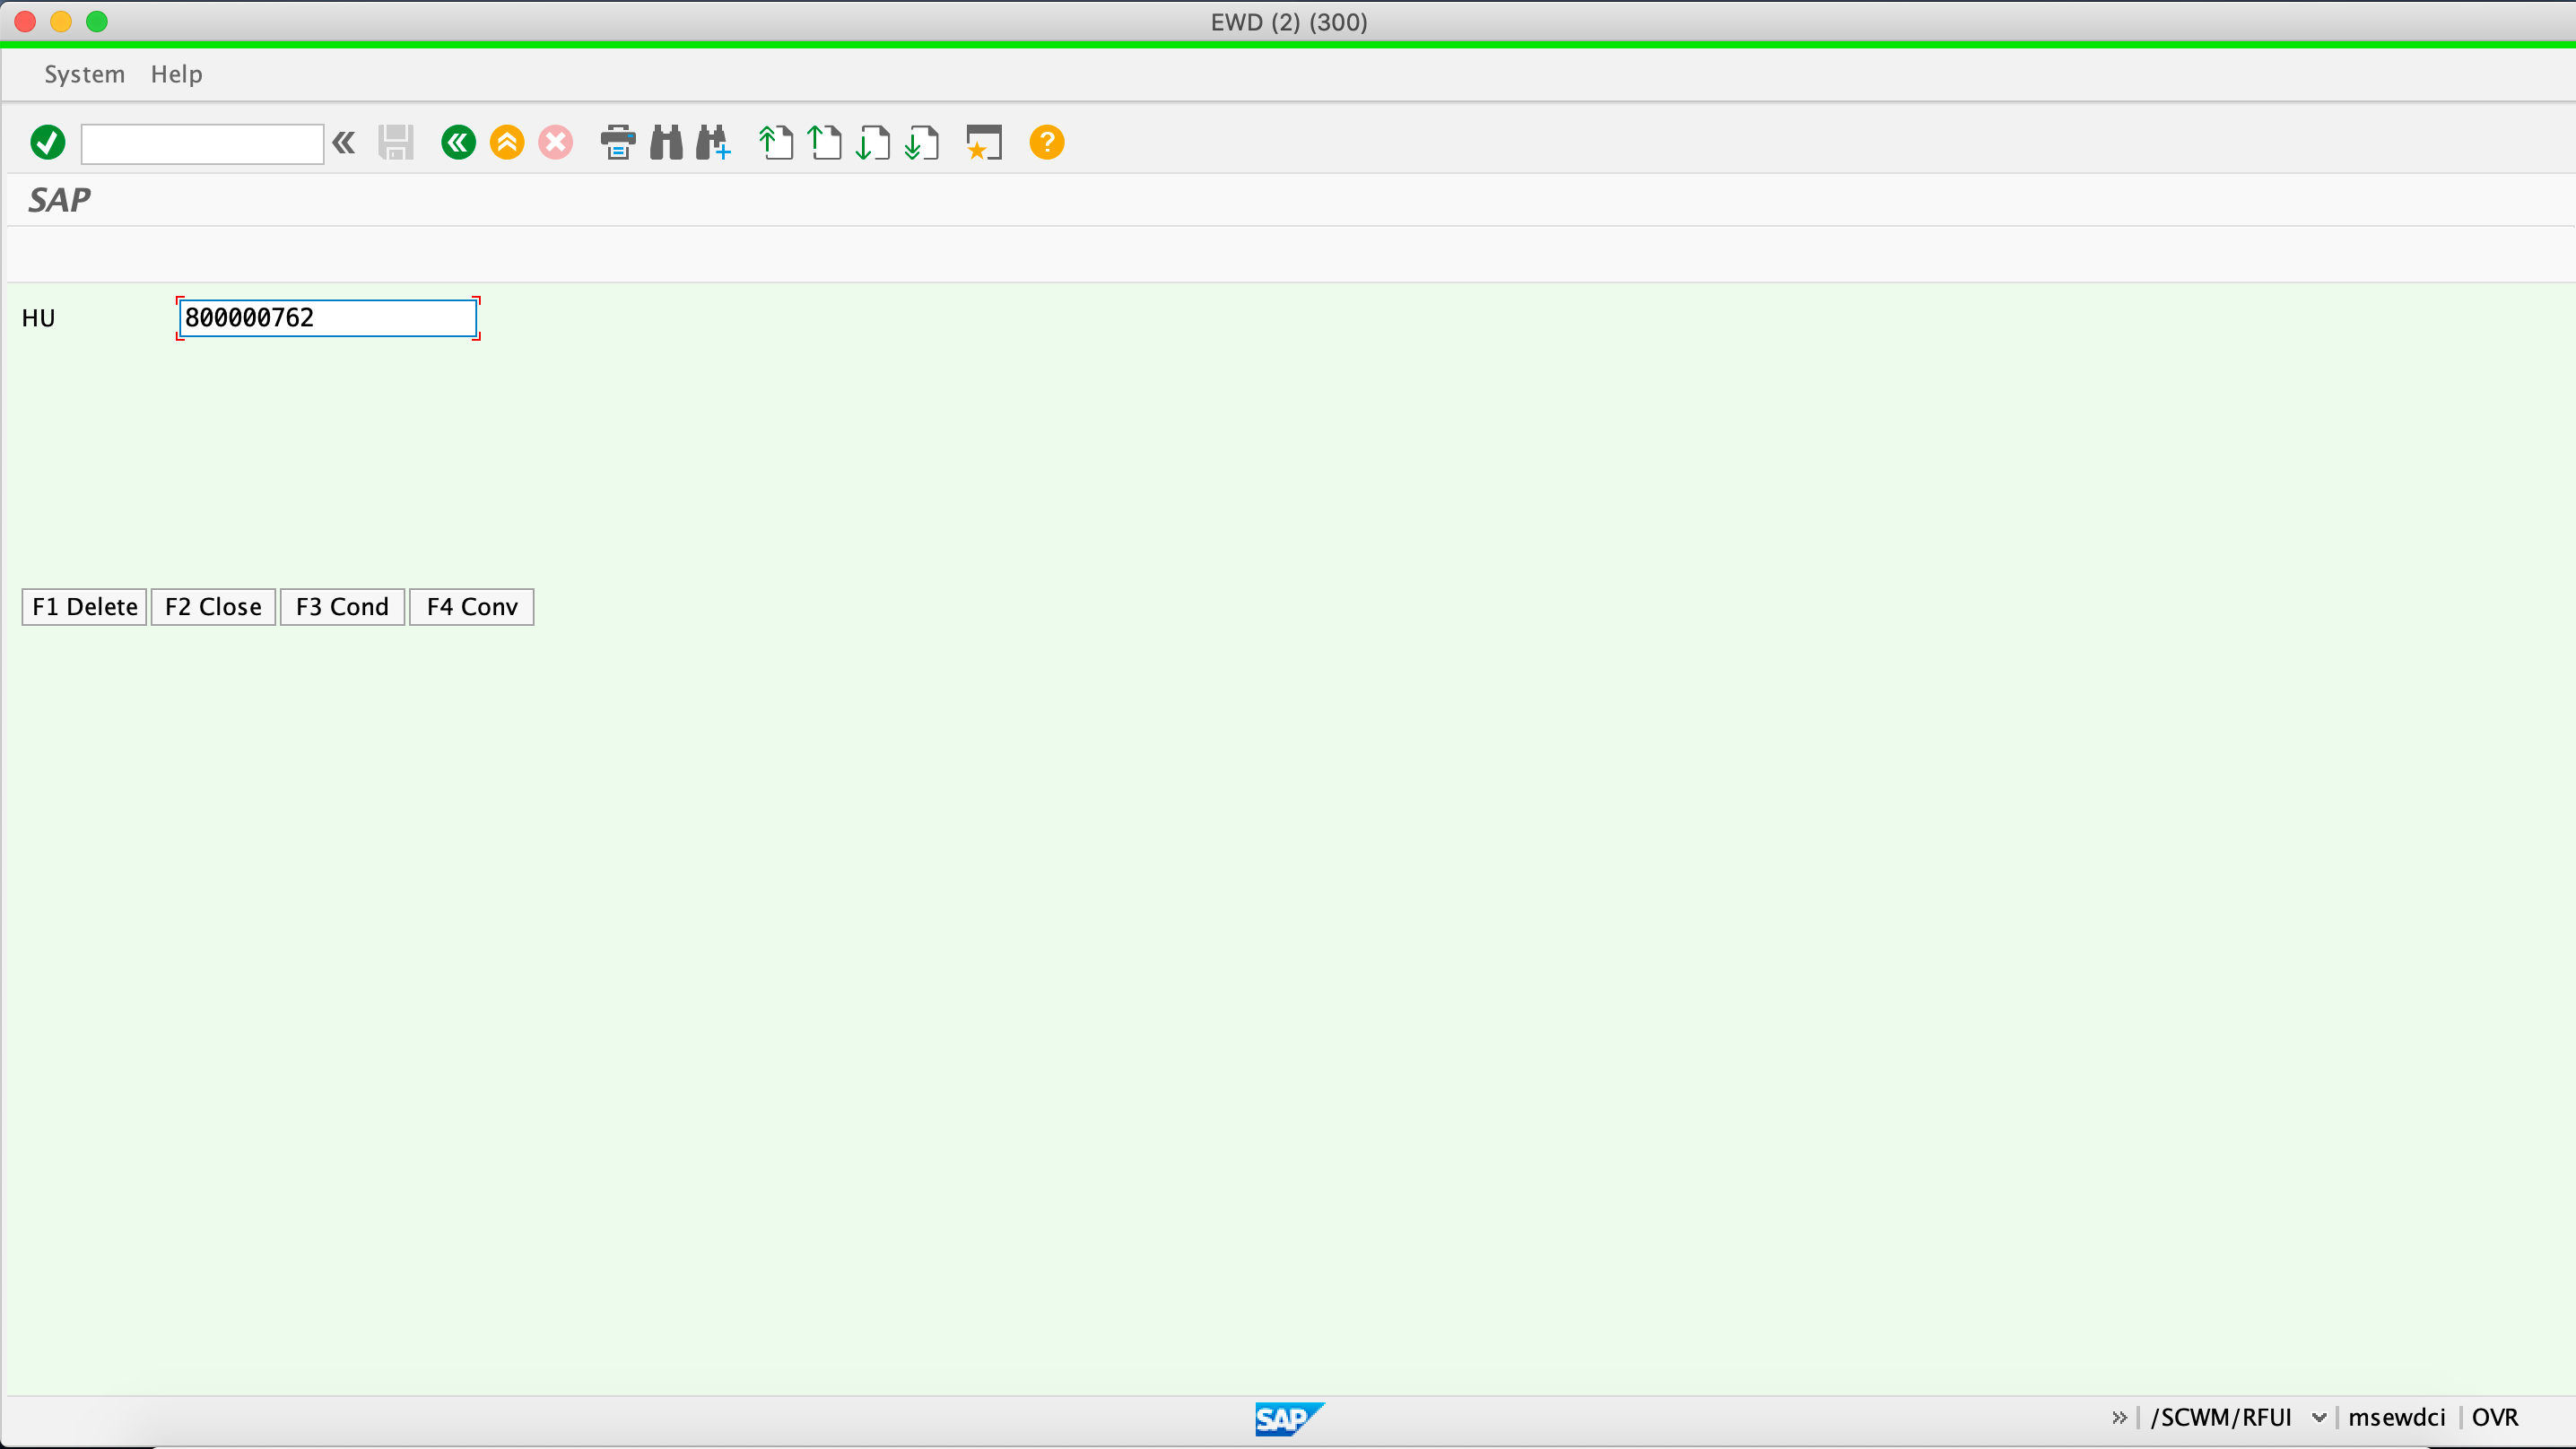 EWD (2) (300)
System Help
SAP
HU 800000762
F1 Delete F2 Close F3 Cond F4 Conv
SAP /SCWM/RFUI msewdci OVR